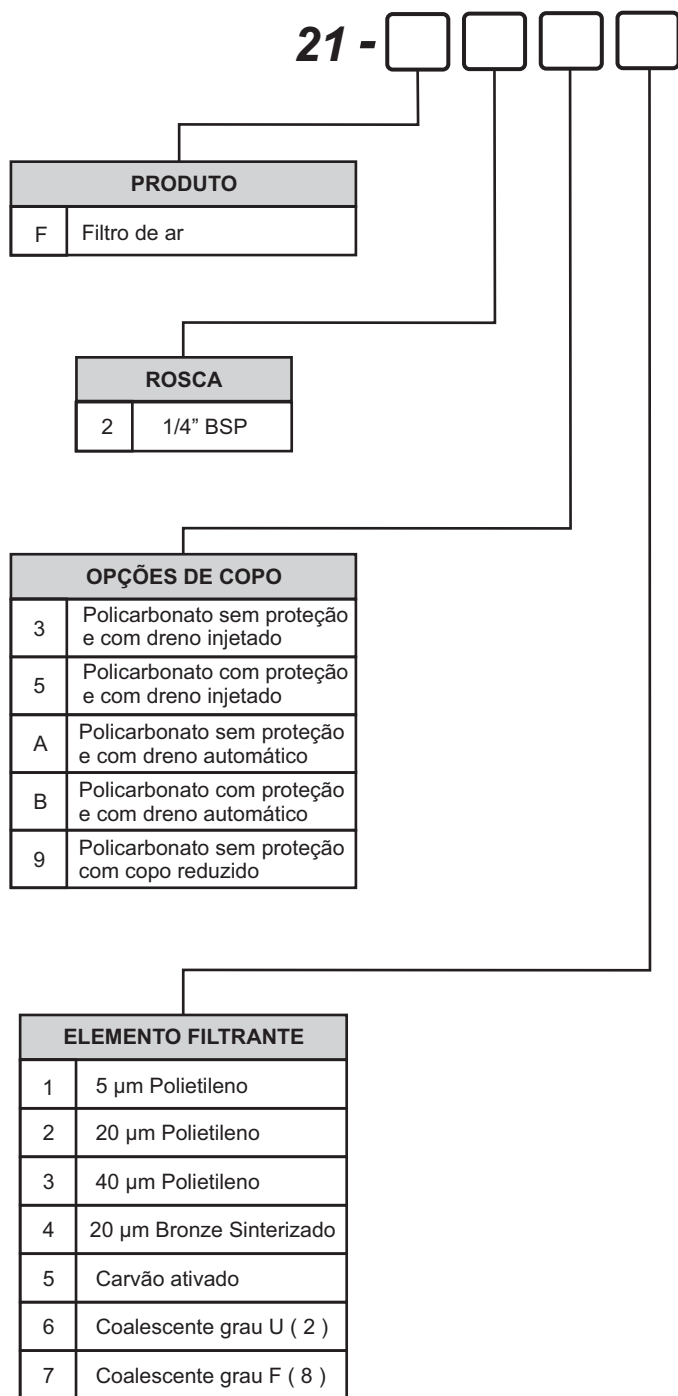 21 -
PRODUTO
F Filtro de ar
ROSCA
2 1/4” BSP
OPÇÕES DE COPO
3 Policarbonato sem proteção
e com dreno injetado
5 Policarbonato com proteção
e com dreno injetado
A Policarbonato sem proteção
e com dreno automático
B Policarbonato com proteção
e com dreno automático
9 Policarbonato sem proteção
com copo reduzido
ELEMENTO FILTRANTE
1 5 µm Polietileno
2 20 µm Polietileno
3 40 µm Polietileno
4 20 µm Bronze Sinterizado
5 Carvão ativado
6 Coalescente grau U ( 2 )
7 Coalescente grau F ( 8 )